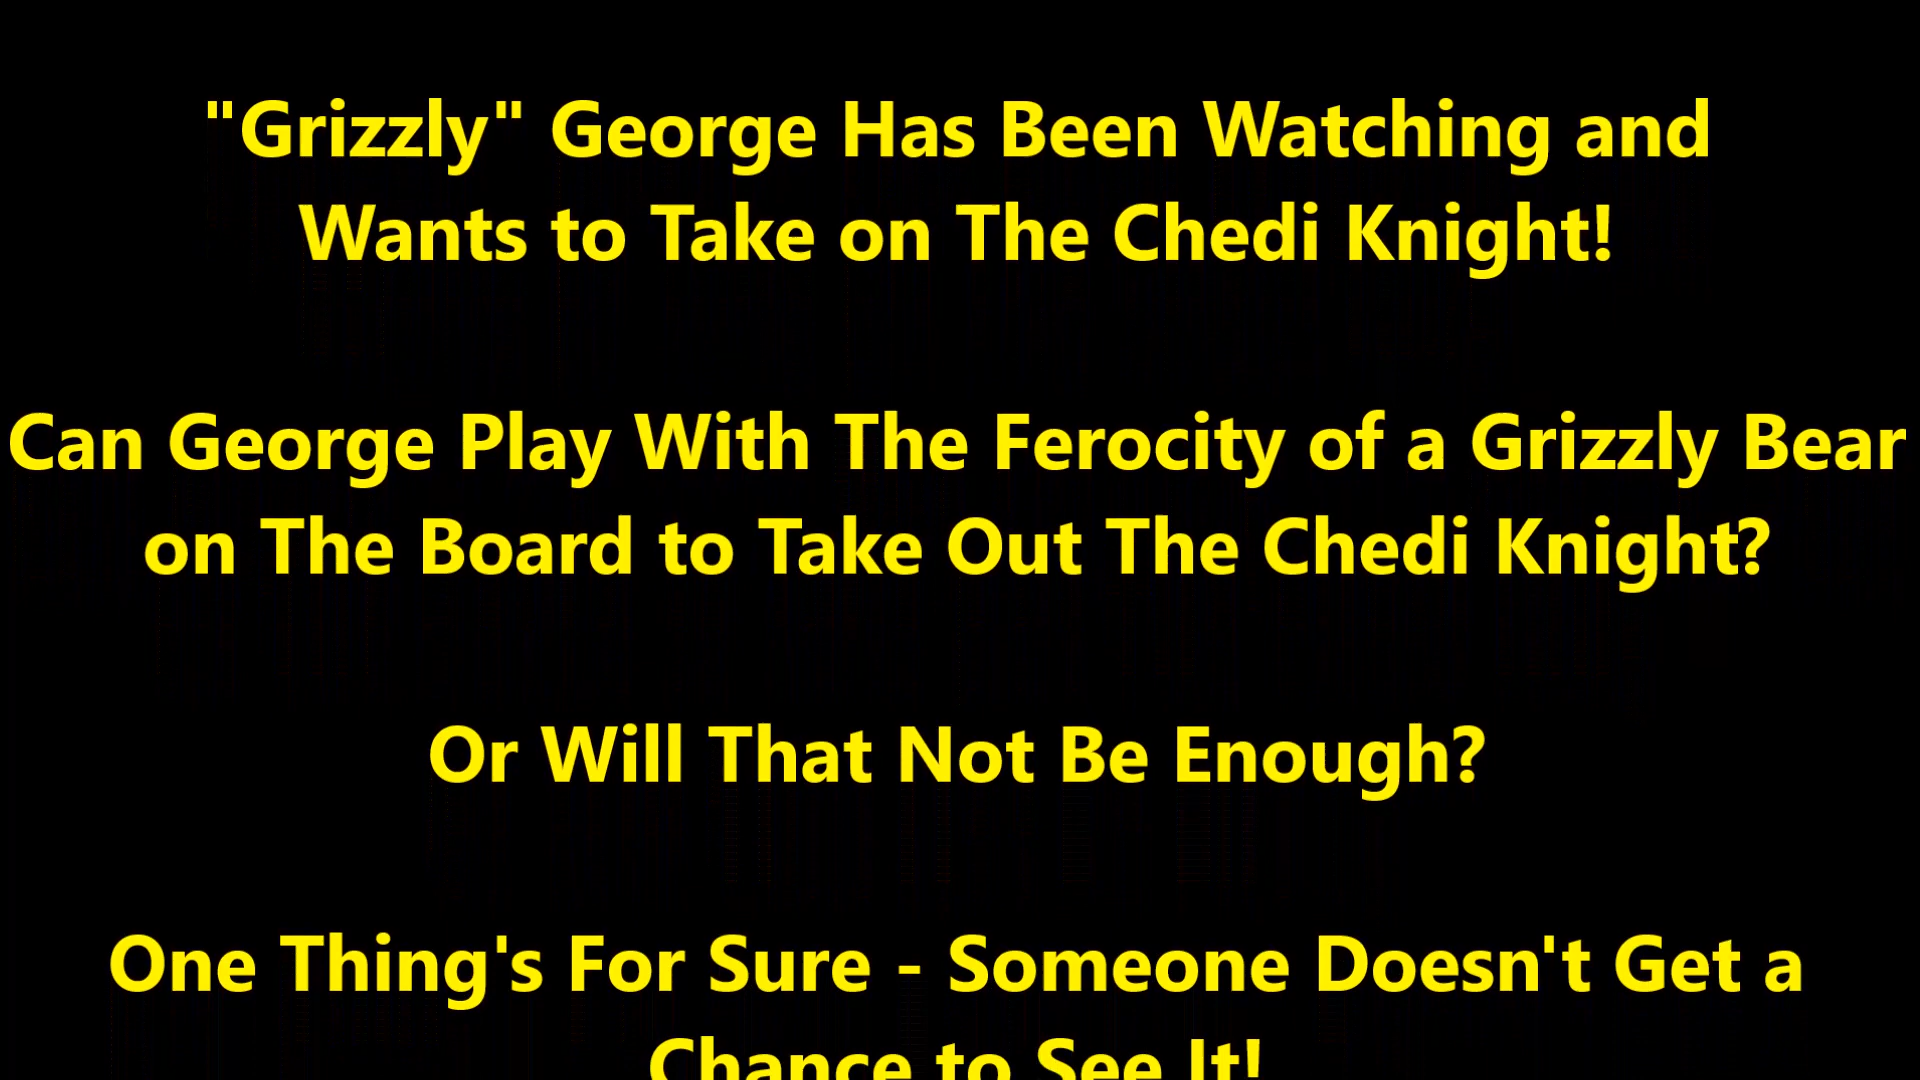 "Grizzly" George Has Been Watching and
Wants to Take on The Chedi Knight!
Can George Play With The Ferocity of a Grizzly Bear
on The Board to Take Out The Chedi Knight?
Or Will That Not Be Enough?
One Thing's For Sure - Someone Doesn't Get a
Chance to See It!